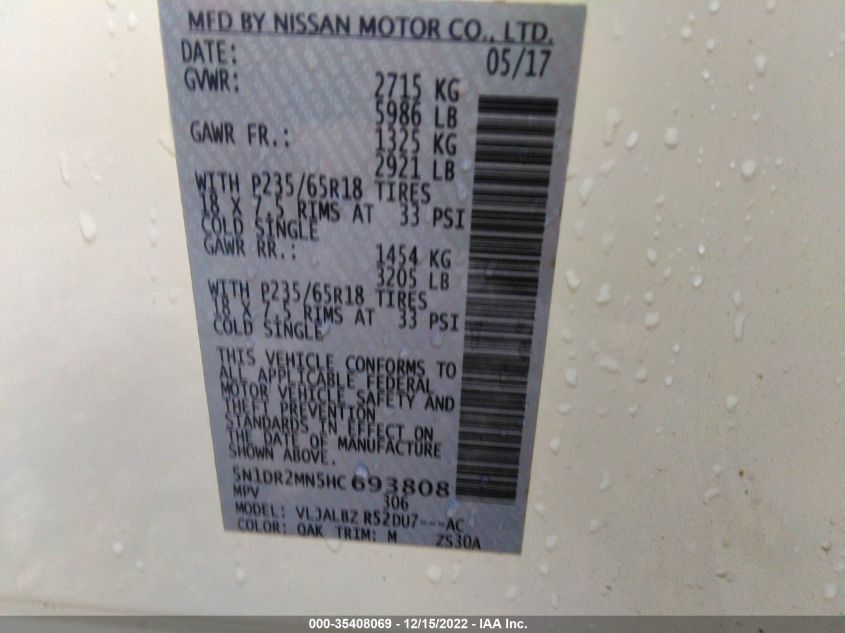 MFD BY NISSAN MOTOR CO., LTD.
DATE: 05/17
GVWR: 2715 KG
5986 LB
GAWR FR.: 1325 KG
2921 LB
WITH P235/65R18 TIRES
18 X 7.5 RIMS AT 33 PSI
COLD SINGLE
GAWR RR.: 1454 KG
3205 LB
WITH P235/65R18 TIRES
18 X 7.5 RIMS AT 33 PSI
COLD SINGLE
THIS VEHICLE CONFORMS TO
ALL APPLICABLE FEDERAL
MOTOR VEHICLE SAFETY AND
THEFT PREVENTION
STANDARDS IN EFFECT ON
THE DATE OF MANUFACTURE
SHOWN ABOVE.
5N1DR2MN5HC693808
MPV 306
MODEL: VLJALBZ R52DU7---AC
COLOR: QAK TRIM: M ZS30A
000-35408069 - 12/15/2022 - IAA Inc.